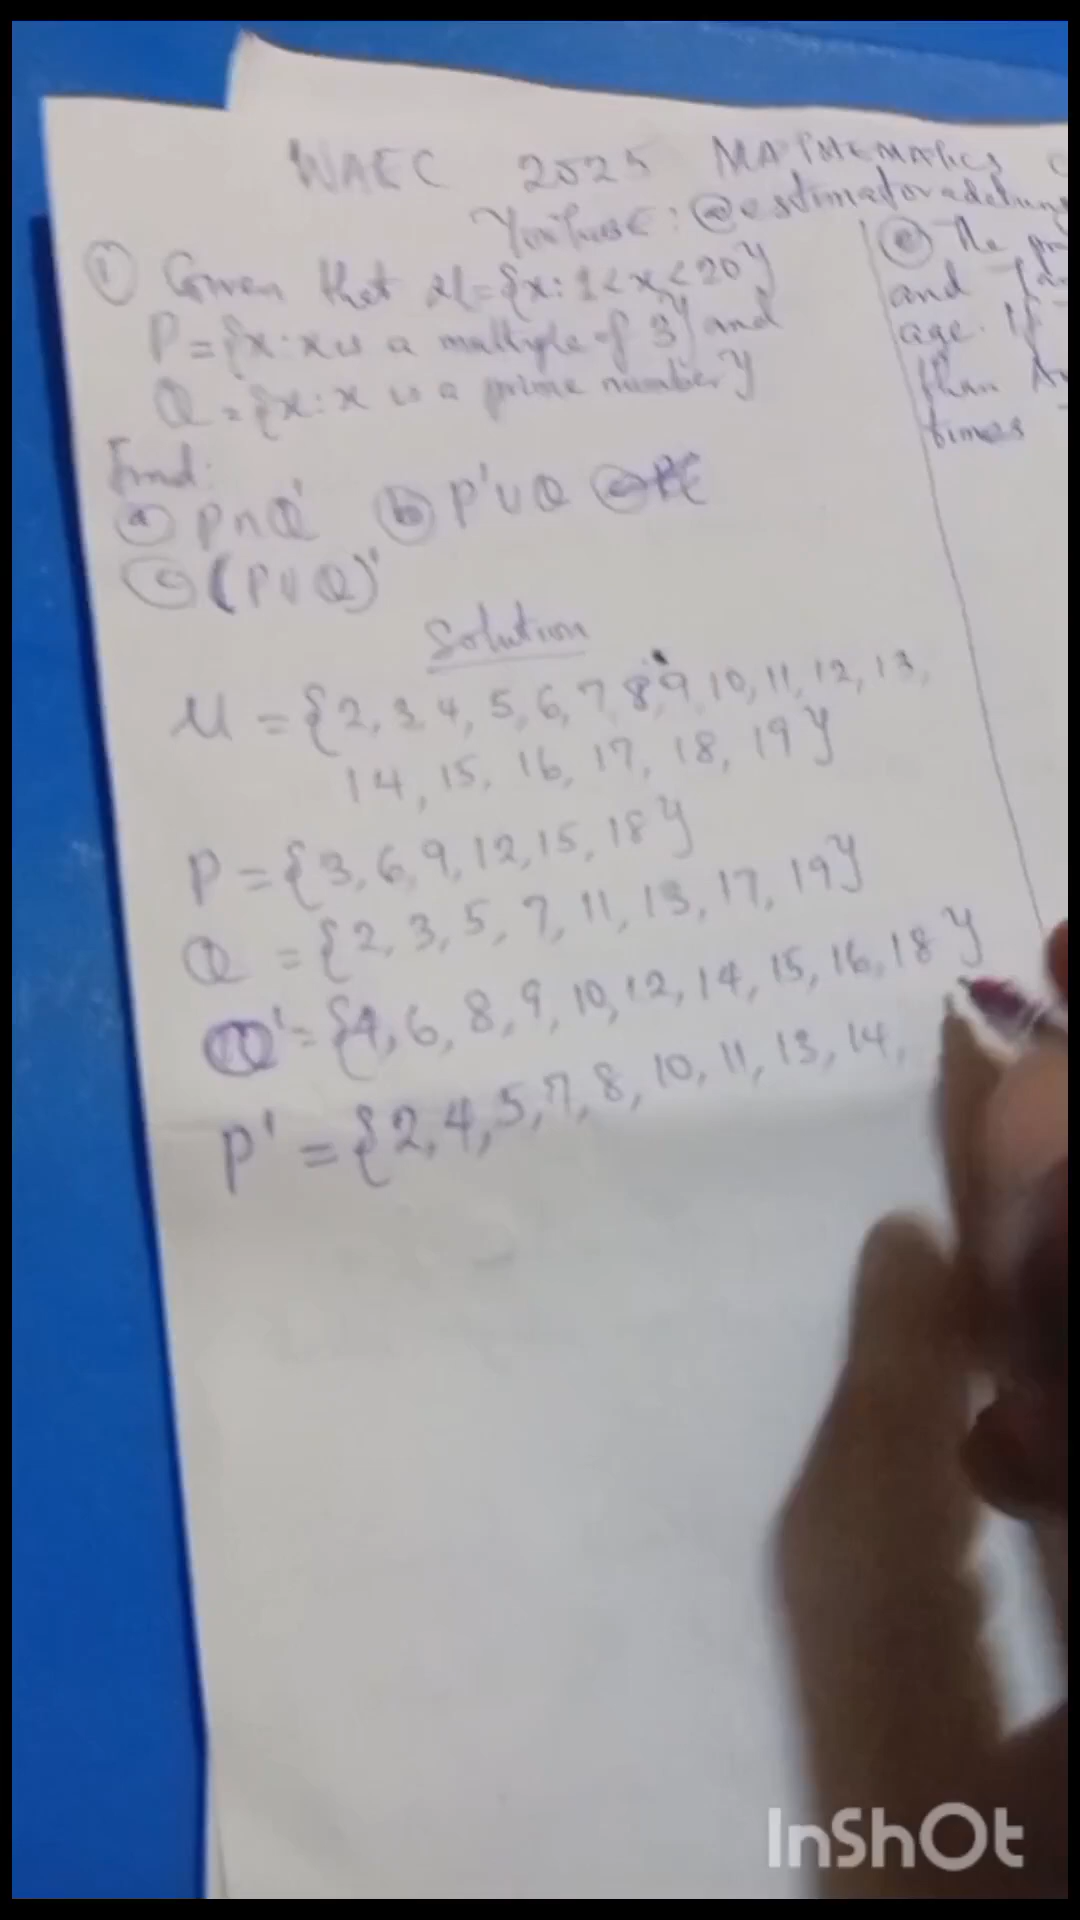 WAEC 2025 MATHEMATICS
YouTube: @estimatoradetunj
① Given that U={x: 1<x<20}
P={x:x is a multiple of 3} and
Q={x:x is a prime number}
Find:
ⓐ P∩Q' ⓑ P'∪Q
ⓒ (P∪Q)'
Solution
U = {2, 3, 4, 5, 6, 7, 8, 9, 10, 11, 12, 13,
14, 15, 16, 17, 18, 19}
P = {3, 6, 9, 12, 15, 18}
Q = {2, 3, 5, 7, 11, 13, 17, 19}
Q' = {4, 6, 8, 9, 10, 12, 14, 15, 16, 18}
P' = {2, 4, 5, 7, 8, 10, 11, 13, 14,
ⓔ The
and
age. If
than
times
InShOt